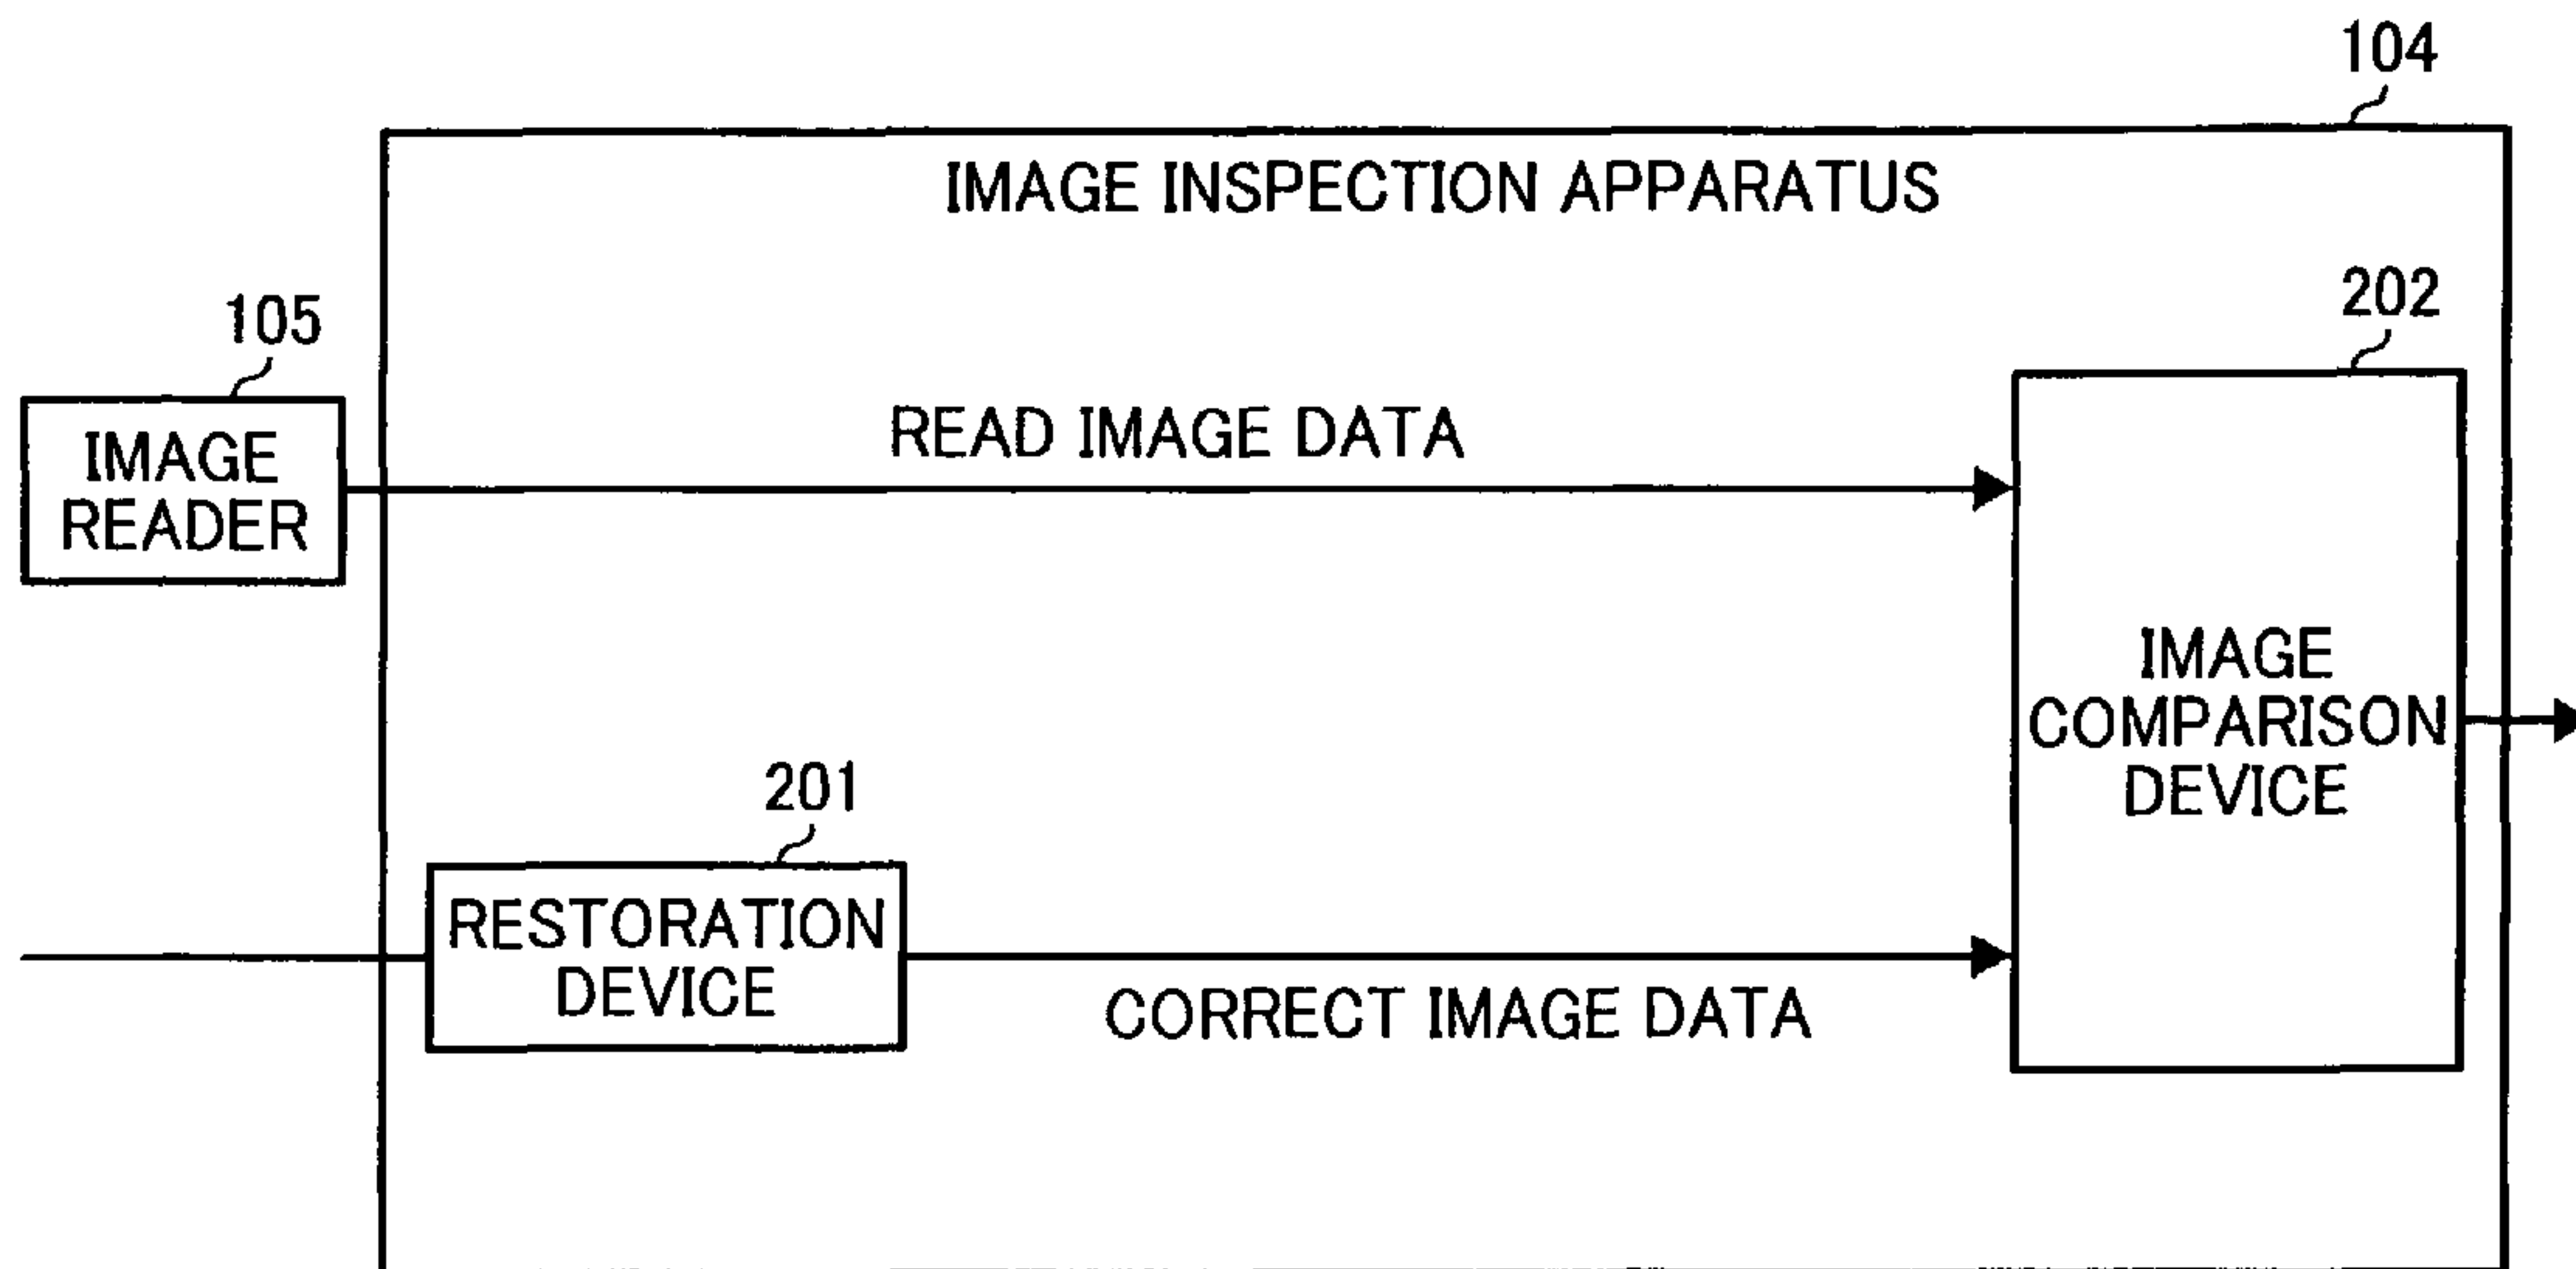 104
IMAGE INSPECTION APPARATUS
202
105
READ IMAGE DATA
IMAGE
READER
IMAGE
COMPARISON
DEVICE
201
RESTORATION
DEVICE
CORRECT IMAGE DATA